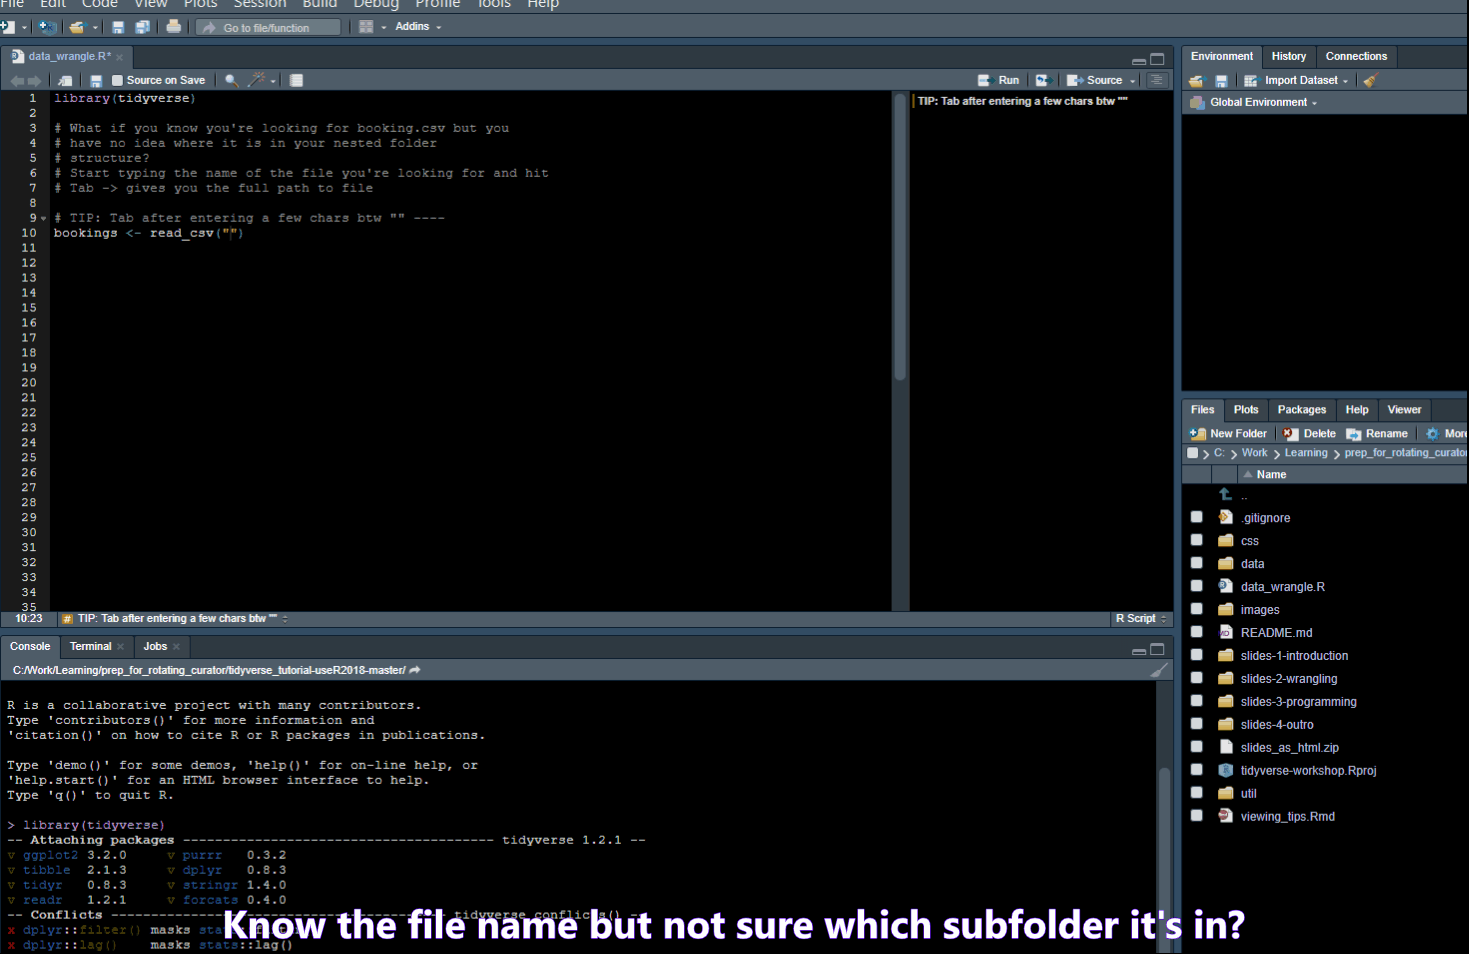 File Edit Code View Plots Session Build Debug Profile Tools Help
Go to file/function Addins
data_wrangle.R*
Source on Save Run Source
1 library(tidyverse)
2
3 # What if you know you're looking for booking.csv but you
4 # have no idea where it is in your nested folder
5 # structure?
6 # Start typing the name of the file you're looking for and hit
7 # Tab -> gives you the full path to file
8
9 # TIP: Tab after entering a few chars btw "" ----
10 bookings <- read_csv("")
11
12
13
14
15
16
17
18
19
20
21
22
23
24
25
26
27
28
29
30
31
32
33
34
35
TIP: Tab after entering a few chars btw ""
10:23 # TIP: Tab after entering a few chars btw "" R Script
Console Terminal Jobs
C:/Work/Learning/prep_for_rotating_curator/tidyverse_tutorial-useR2018-master/
R is a collaborative project with many contributors.
Type 'contributors()' for more information and
'citation()' on how to cite R or R packages in publications.
Type 'demo()' for some demos, 'help()' for on-line help, or
'help.start()' for an HTML browser interface to help.
Type 'q()' to quit R.
> library(tidyverse)
-- Attaching packages --------------------------------------- tidyverse 1.2.1 --
v ggplot2 3.2.0 v purrr 0.3.2
v tibble 2.1.3 v dplyr 0.8.3
v tidyr 0.8.3 v stringr 1.4.0
v readr 1.2.1 v forcats 0.4.0
-- Conflicts ------------------------------------------ tidyverse_conflicts() --
x dplyr::filter() masks stats::filter()
x dplyr::lag() masks stats::lag()
Know the file name but not sure which subfolder it's in?
Environment History Connections
Import Dataset
Global Environment
Files Plots Packages Help Viewer
New Folder Delete Rename More
C: Work Learning prep_for_rotating_curator
Name
..
.gitignore
css
data
data_wrangle.R
images
README.md
slides-1-introduction
slides-2-wrangling
slides-3-programming
slides-4-outro
slides_as_html.zip
tidyverse-workshop.Rproj
util
viewing_tips.Rmd